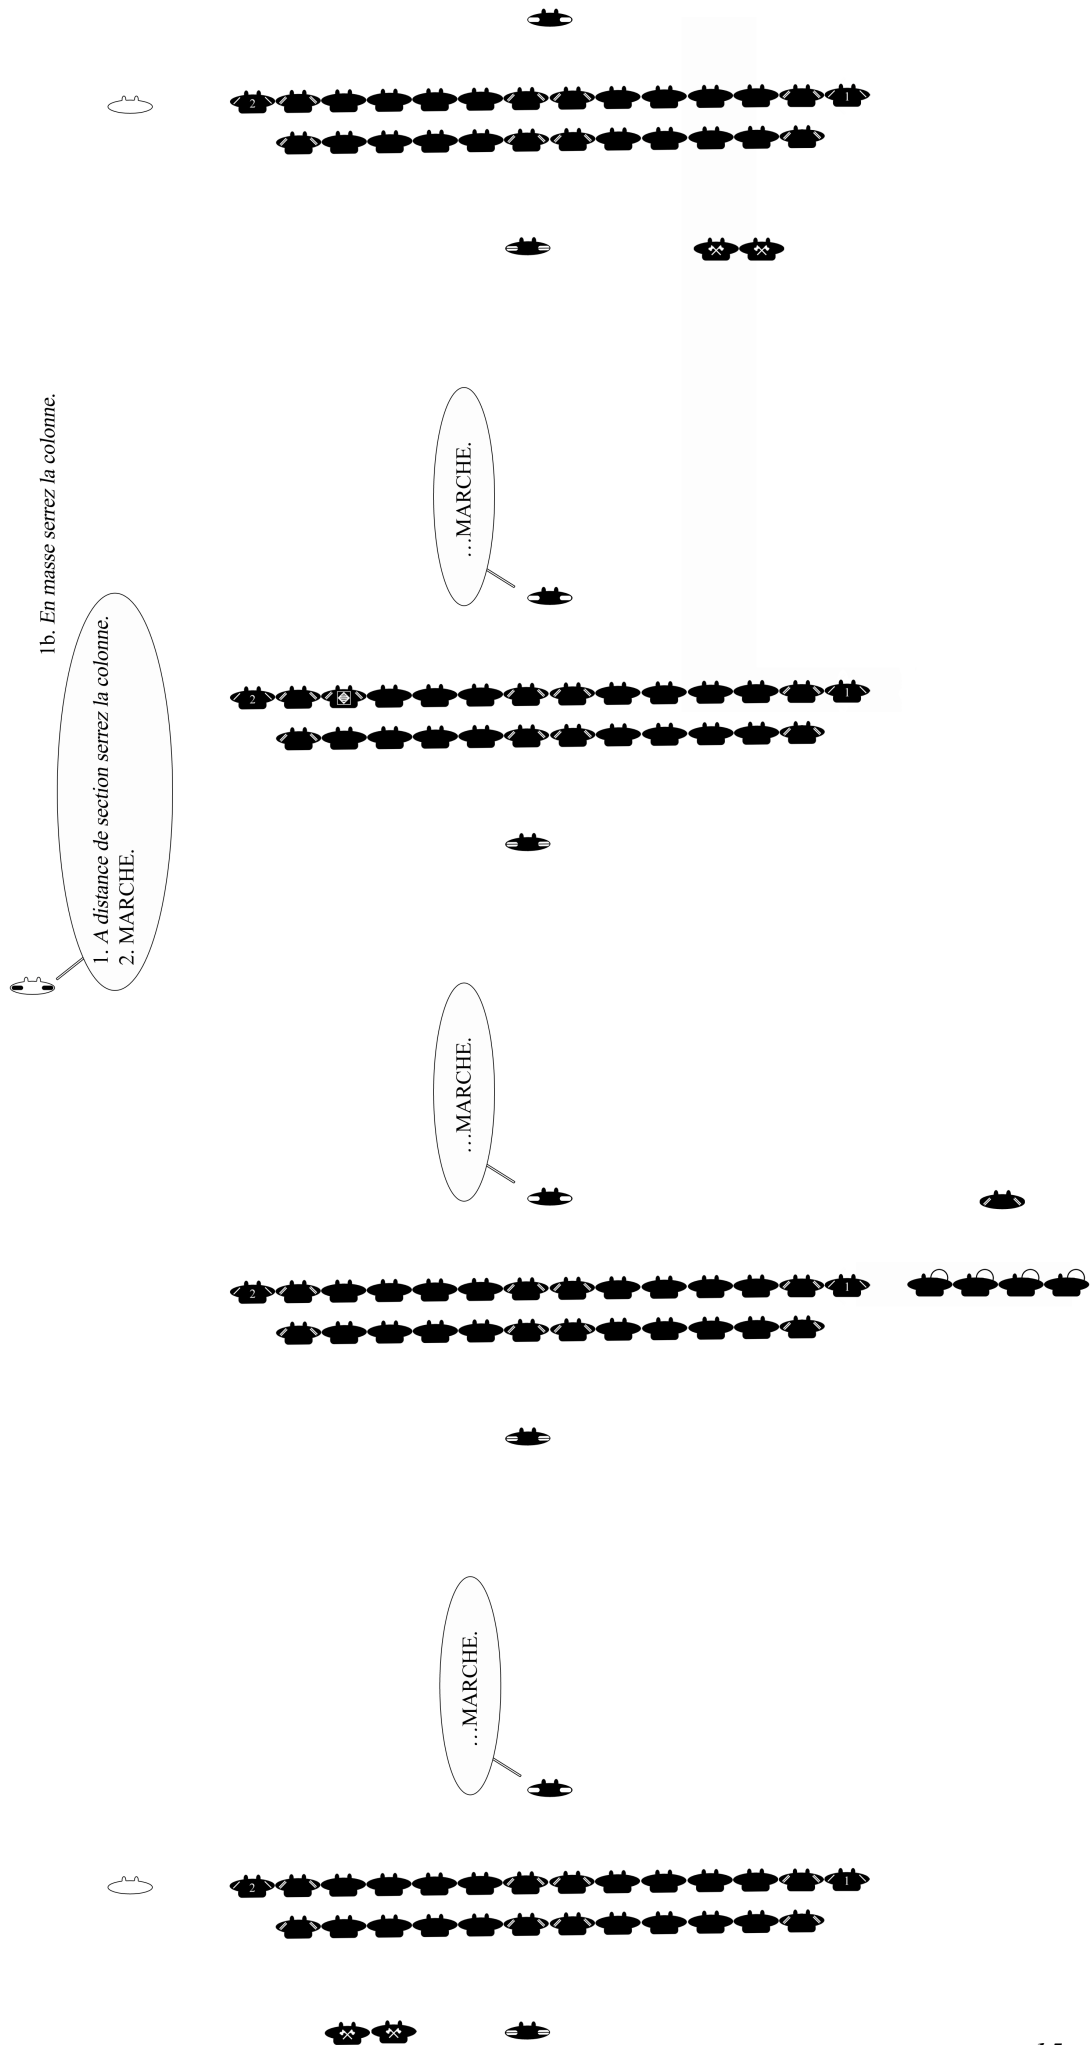 1b. En masse serrez la colonne.
1. A distance de section serrez la colonne.
2. MARCHE.
…MARCHE.
…MARCHE.
…MARCHE.
2
1
2
1
2
1
2
1